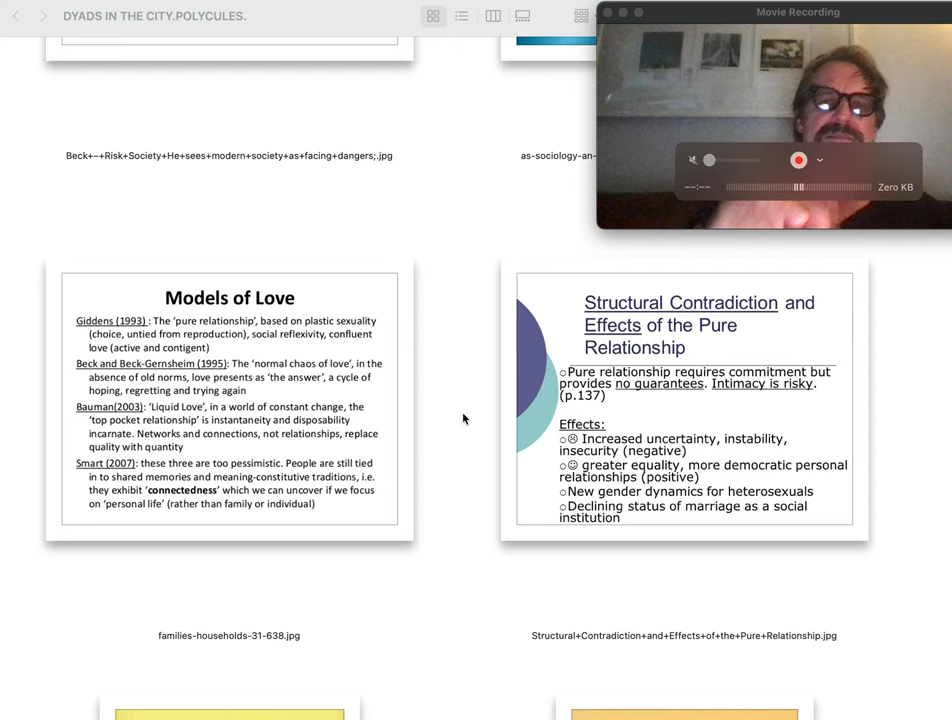 DYADS IN THE CITY.POLYCULES.
Movie Recording
--:--
Zero KB
Beck+–+Risk+Society+He+sees+modern+society+as+facing+dangers;.jpg
as-sociology-an-
Models of Love
Giddens (1993) : The ‘pure relationship’, based on plastic sexuality
(choice, untied from reproduction), social reflexivity, confluent
love (active and contigent)
Beck and Beck-Gernsheim (1995): The ‘normal chaos of love’, in the
absence of old norms, love presents as ‘the answer’, a cycle of
hoping, regretting and trying again
Bauman(2003): ‘Liquid Love’, in a world of constant change, the
‘top pocket relationship’ is instantaneity and disposability
incarnate. Networks and connections, not relationships, replace
quality with quantity
Smart (2007): these three are too pessimistic. People are still tied
in to shared memories and meaning-constitutive traditions, i.e.
they exhibit ‘connectedness’ which we can uncover if we focus
on ‘personal life’ (rather than family or individual)
Structural Contradiction and
Effects of the Pure
Relationship
○Pure relationship requires commitment but
provides no guarantees. Intimacy is risky.
(p.137)
Effects:
○☹ Increased uncertainty, instability,
insecurity (negative)
○☺ greater equality, more democratic personal
relationships (positive)
○New gender dynamics for heterosexuals
○Declining status of marriage as a social
institution
families-households-31-638.jpg
Structural+Contradiction+and+Effects+of+the+Pure+Relationship.jpg